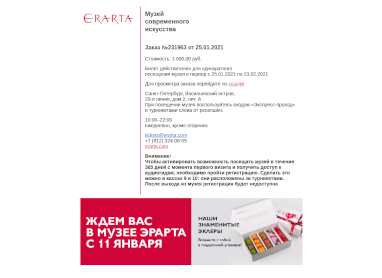 ERARTA
Музей
современного
искусства
Заказ №231963 от 25.01.2021
Стоимость: 1 000,00 руб.
Билет действителен для однократного
посещения музея в период с 25.01.2021 по 23.02.2021
Для просмотра заказа перейдите по ссылке
Санкт-Петербург, Васильевский остров,
29-я линия, дом 2, лит. А
При посещении музея воспользуйтесь входом «Экспресс-проход»
и турникетами слева от ресепшен.
10:00–22:00,
ежедневно, кроме вторника
tickets@erarta.com
+7 (812) 324-08-05
erarta.com
Внимание!
Чтобы активировать возможность посещать музей в течение
365 дней с момента первого визита и получить доступ к
аудиогидам, необходимо пройти регистрацию. Сделать это
можно в кассах 9 и 10: они расположены за турникетами.
После выхода из музея регистрация будет недоступна
ЖДЕМ ВАС
В МУЗЕЕ ЭРАРТА
С 11 ЯНВАРЯ
НАШИ
ЗНАМЕНИТЫЕ
ЭКЛЕРЫ
Возьмите с собой
в подарочной упаковке!